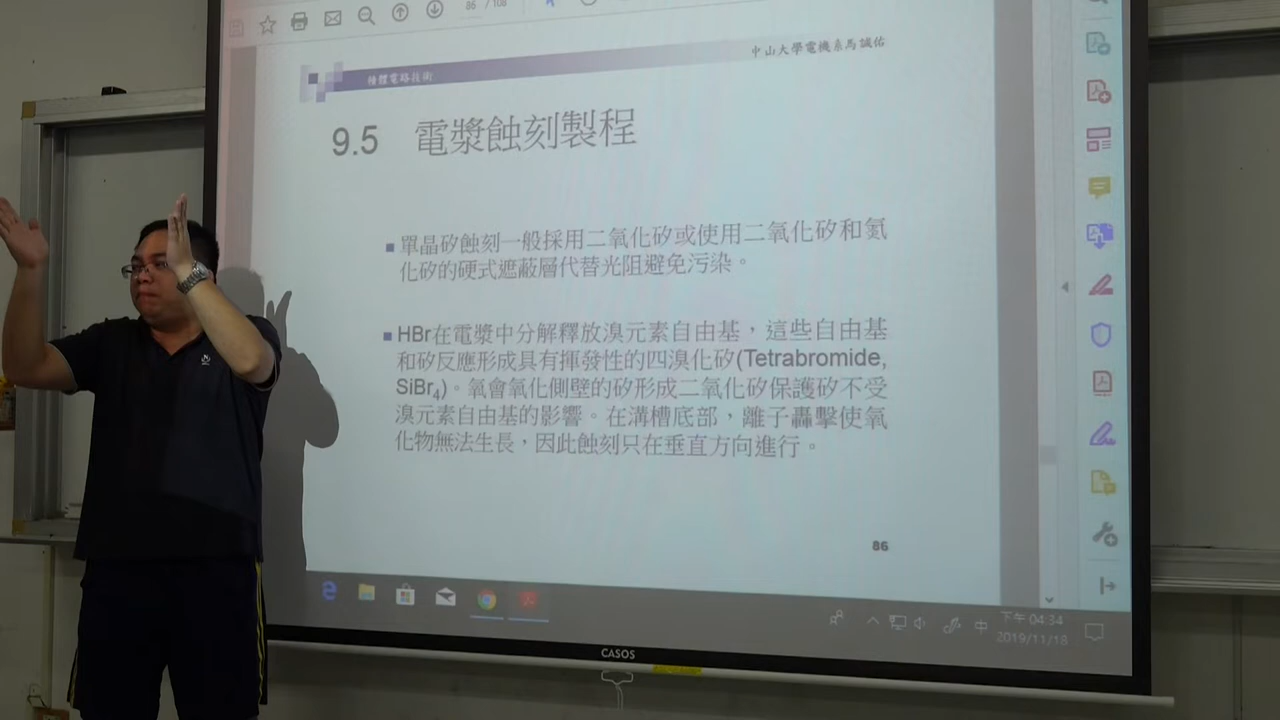 86 / 108
積體電路技術
中山大學電機系馬誠佑
9.5 電漿蝕刻製程
單晶矽蝕刻一般採用二氧化矽或使用二氧化矽和氮
化矽的硬式遮蔽層代替光阻避免污染。
HBr在電漿中分解釋放溴元素自由基，這些自由基
和矽反應形成具有揮發性的四溴化矽(Tetrabromide,
SiBr₄)。氧會氧化側壁的矽形成二氧化矽保護矽不受
溴元素自由基的影響。在溝槽底部，離子轟擊使氧
化物無法生長，因此蝕刻只在垂直方向進行。
86
中
下午 04:34
2019/11/18
CASOS